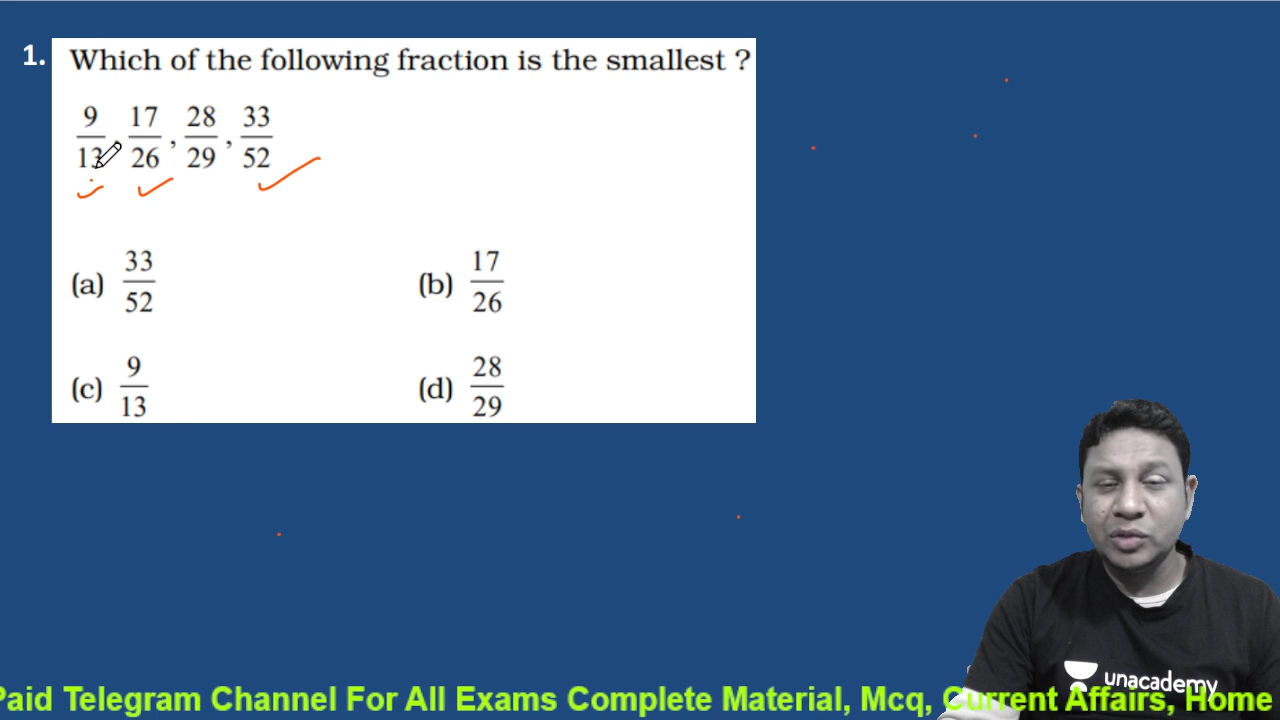 1. Which of the following fraction is the smallest ?
9/13, 17/26, 28/29, 33/52
(a) 33/52 (b) 17/26
(c) 9/13 (d) 28/29
unacademy
Paid Telegram Channel For All Exams Complete Material, Mcq, Current Affairs, Home